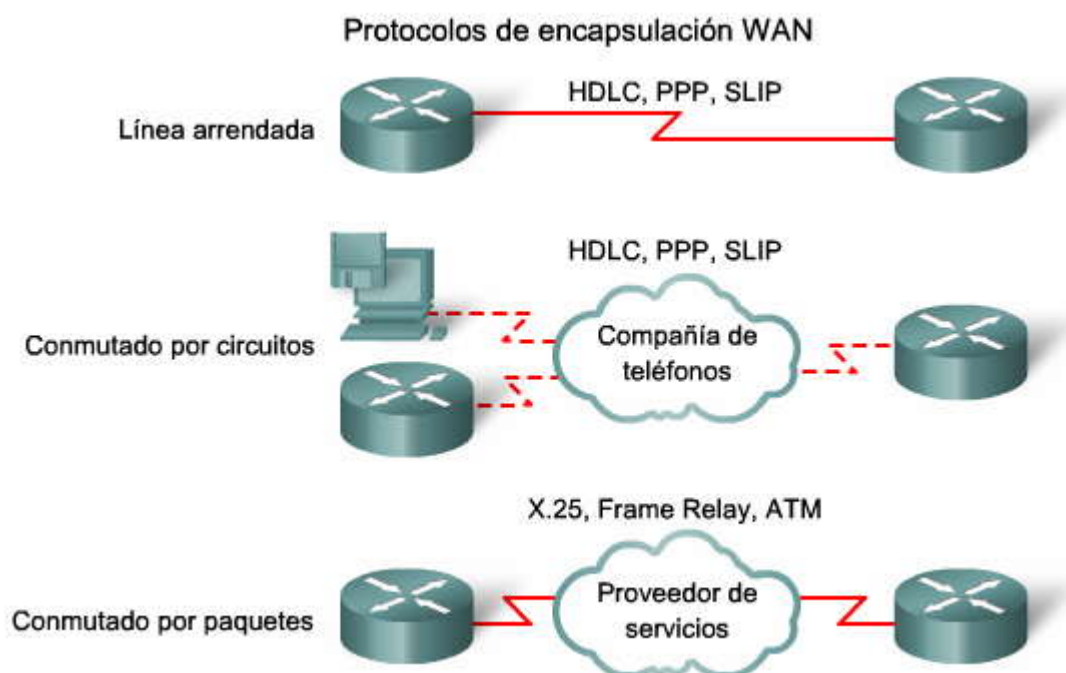 Protocolos de encapsulación WAN
HDLC, PPP, SLIP
Línea arrendada
HDLC, PPP, SLIP
Conmutado por circuitos
Compañía de
teléfonos
X.25, Frame Relay, ATM
Conmutado por paquetes
Proveedor de
servicios